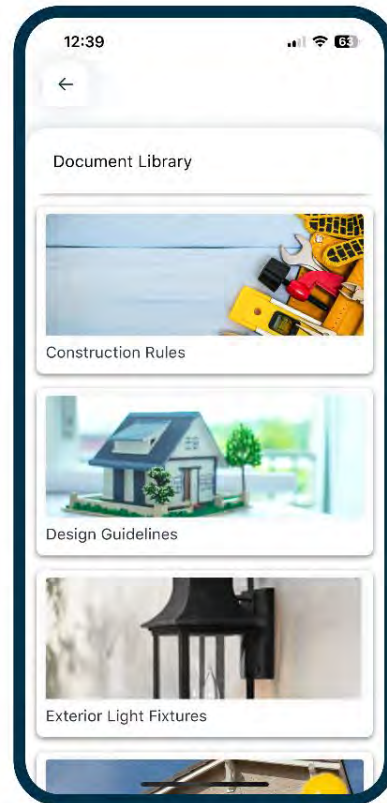 12:39
63
Document Library
Construction Rules
Design Guidelines
Exterior Light Fixtures